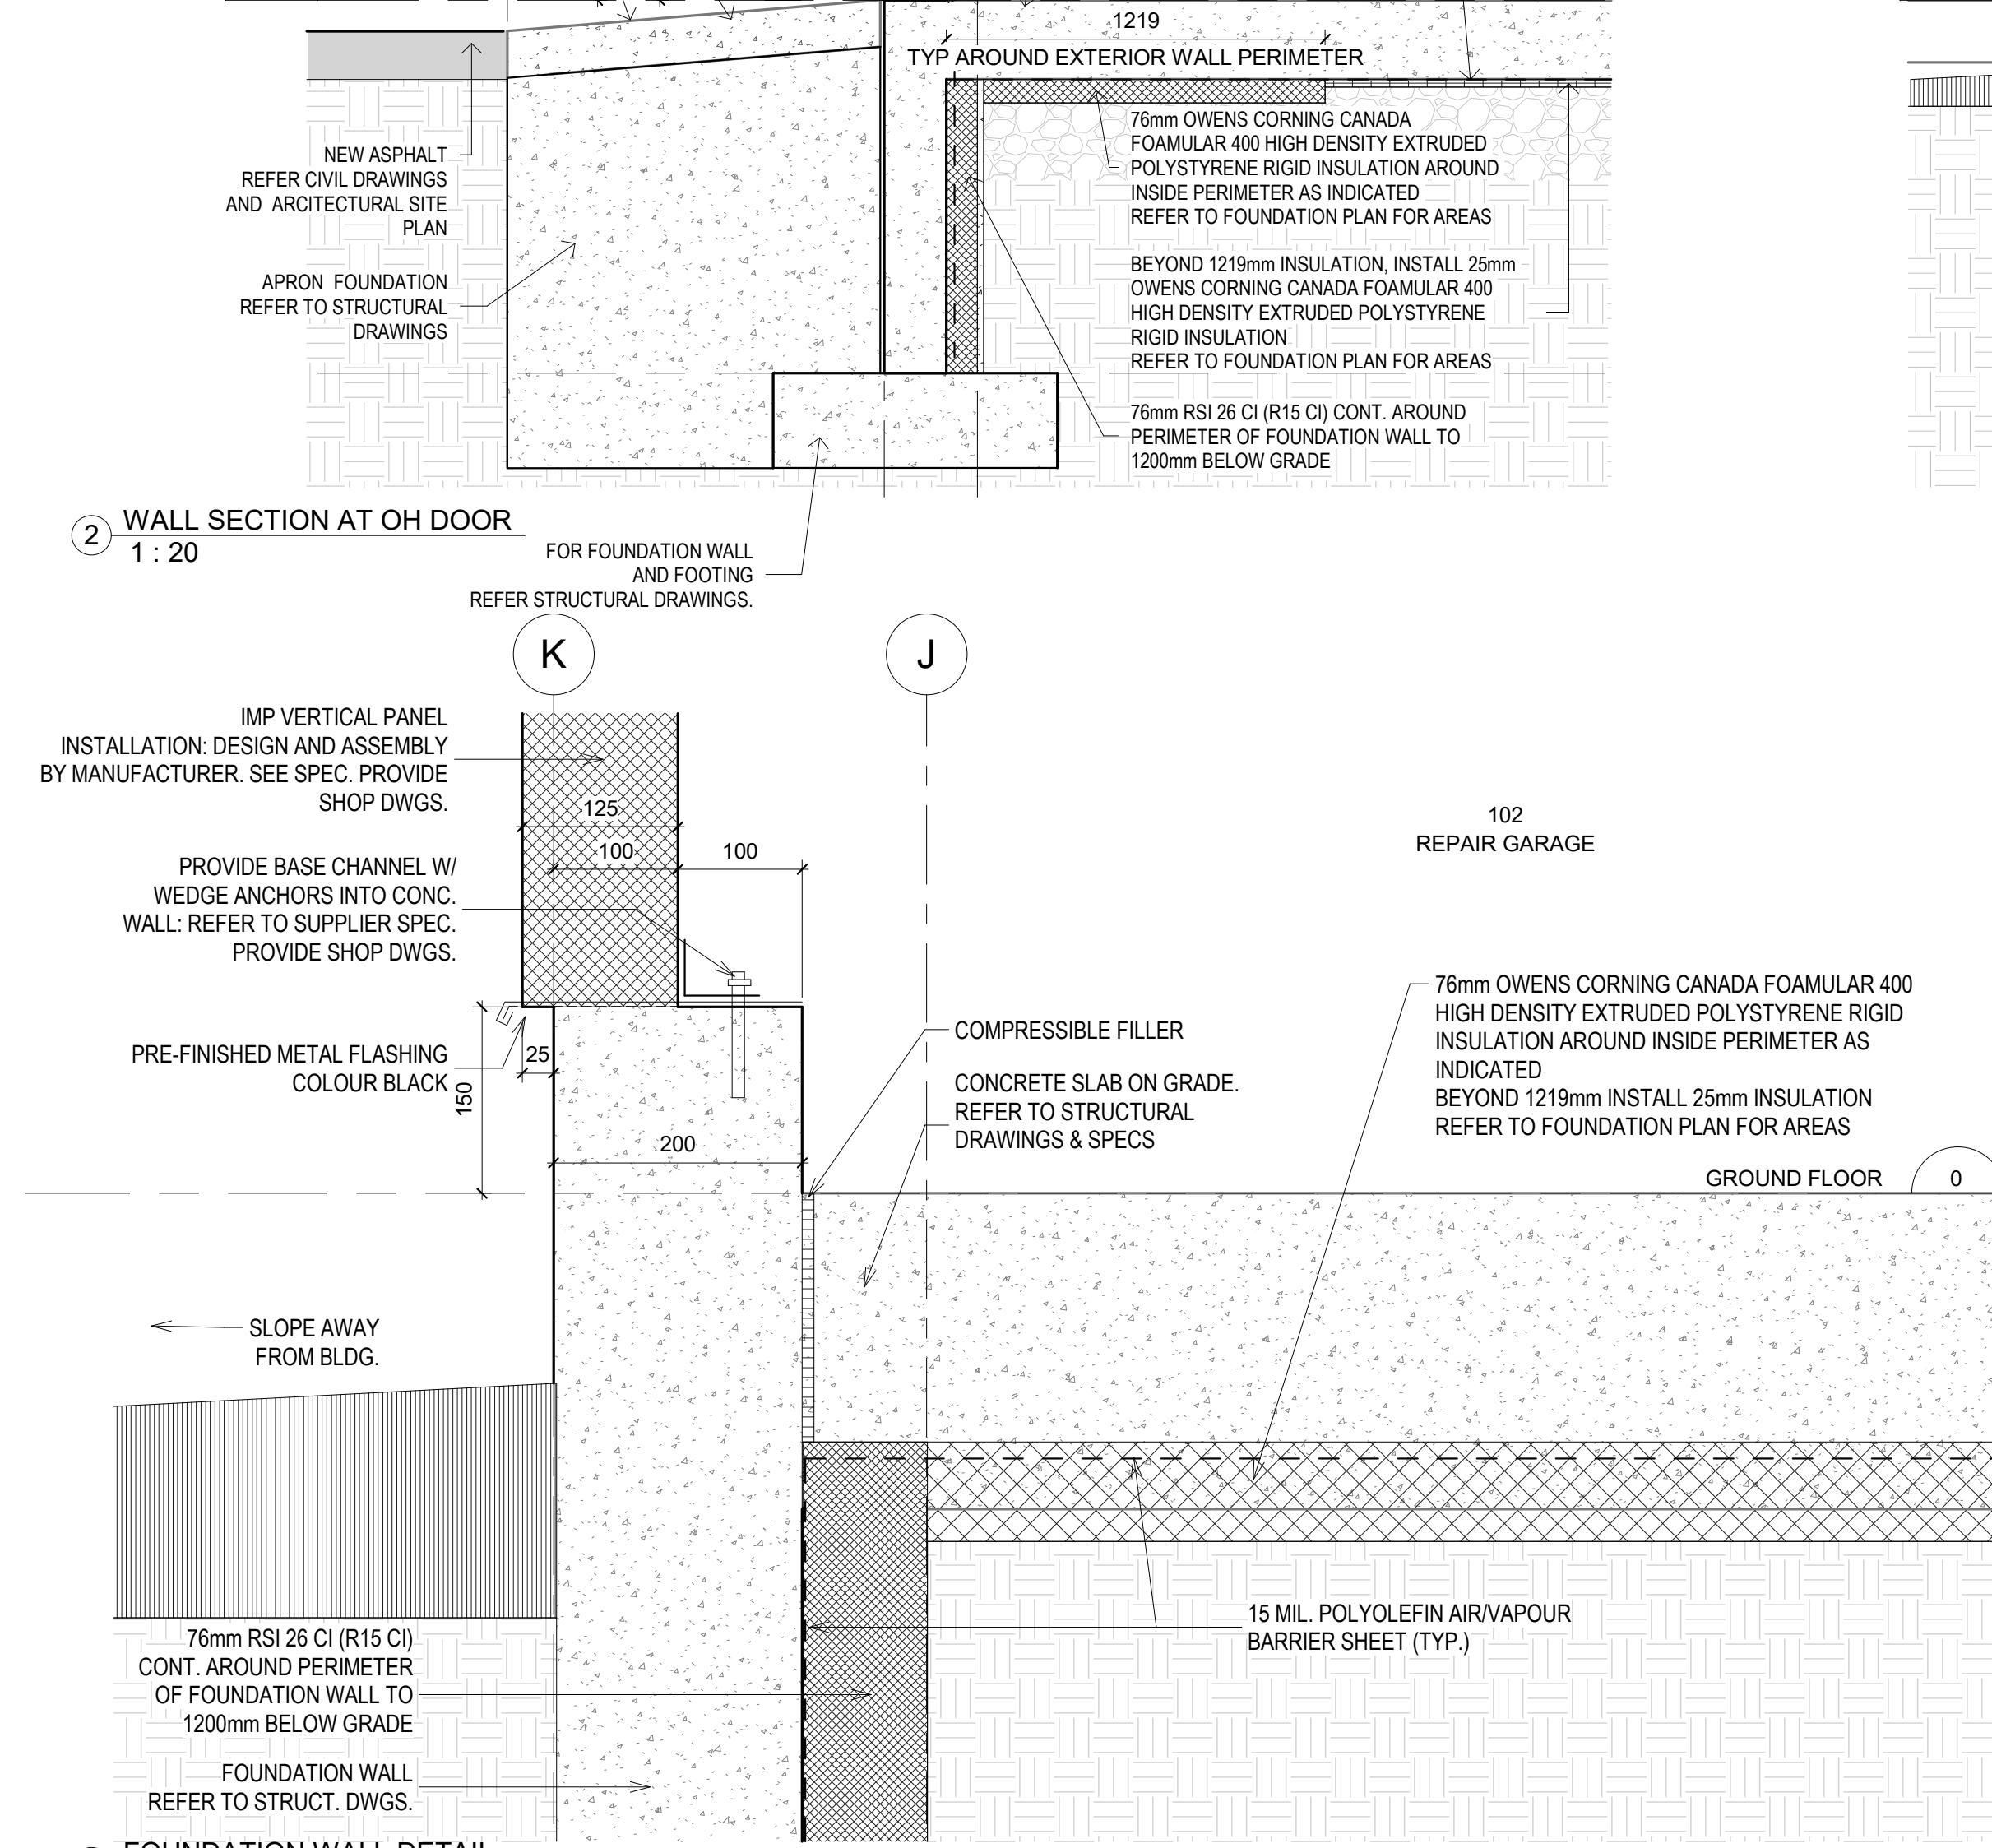 1219
TYP AROUND EXTERIOR WALL PERIMETER
NEW ASPHALT
REFER CIVIL DRAWINGS
AND ARCITECTURAL SITE
PLAN
APRON FOUNDATION
REFER TO STRUCTURAL
DRAWINGS
76mm OWENS CORNING CANADA
FOAMULAR 400 HIGH DENSITY EXTRUDED
POLYSTYRENE RIGID INSULATION AROUND
INSIDE PERIMETER AS INDICATED
REFER TO FOUNDATION PLAN FOR AREAS
BEYOND 1219mm INSULATION, INSTALL 25mm
OWENS CORNING CANADA FOAMULAR 400
HIGH DENSITY EXTRUDED POLYSTYRENE
RIGID INSULATION
REFER TO FOUNDATION PLAN FOR AREAS
76mm RSI 26 CI (R15 CI) CONT. AROUND
PERIMETER OF FOUNDATION WALL TO
1200mm BELOW GRADE
2
WALL SECTION AT OH DOOR
1 : 20
FOR FOUNDATION WALL
AND FOOTING
REFER STRUCTURAL DRAWINGS.
K
J
IMP VERTICAL PANEL
INSTALLATION: DESIGN AND ASSEMBLY
BY MANUFACTURER. SEE SPEC. PROVIDE
SHOP DWGS.
125
100
100
102
REPAIR GARAGE
PROVIDE BASE CHANNEL W/
WEDGE ANCHORS INTO CONC.
WALL: REFER TO SUPPLIER SPEC.
PROVIDE SHOP DWGS.
PRE-FINISHED METAL FLASHING
COLOUR BLACK
25
150
200
COMPRESSIBLE FILLER
CONCRETE SLAB ON GRADE.
REFER TO STRUCTURAL
DRAWINGS & SPECS
76mm OWENS CORNING CANADA FOAMULAR 400
HIGH DENSITY EXTRUDED POLYSTYRENE RIGID
INSULATION AROUND INSIDE PERIMETER AS
INDICATED
BEYOND 1219mm INSTALL 25mm INSULATION
REFER TO FOUNDATION PLAN FOR AREAS
GROUND FLOOR
0
SLOPE AWAY
FROM BLDG.
15 MIL. POLYOLEFIN AIR/VAPOUR
BARRIER SHEET (TYP.)
76mm RSI 26 CI (R15 CI)
CONT. AROUND PERIMETER
OF FOUNDATION WALL TO
1200mm BELOW GRADE
FOUNDATION WALL
REFER TO STRUCT. DWGS.
FOUNDATION WALL DETAIL